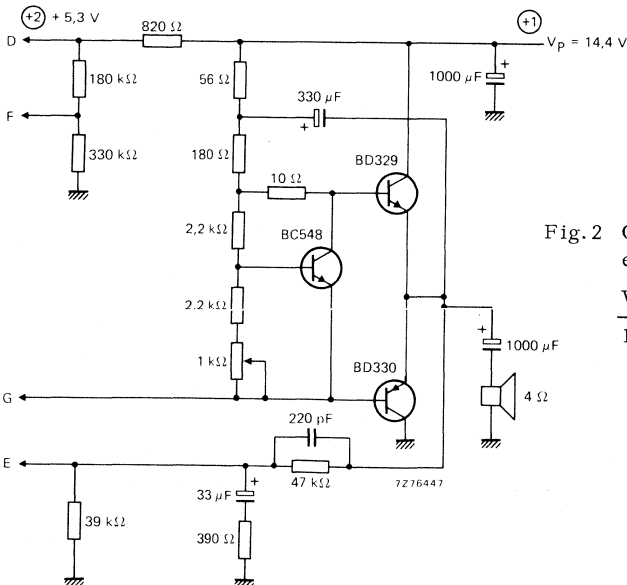 +2 + 5,3 V
+1
D
820 Ω
VP = 14,4 V
180 kΩ
56 Ω
1000 μF
+
330 μF
+
F
330 kΩ
180 Ω
BD329
10 Ω
2,2 kΩ
BC548
Fig. 2
2,2 kΩ
+
1000 μF
1 kΩ
BD330
4 Ω
G
220 pF
E
+
47 kΩ
7Z76447
33 μF
39 kΩ
390 Ω